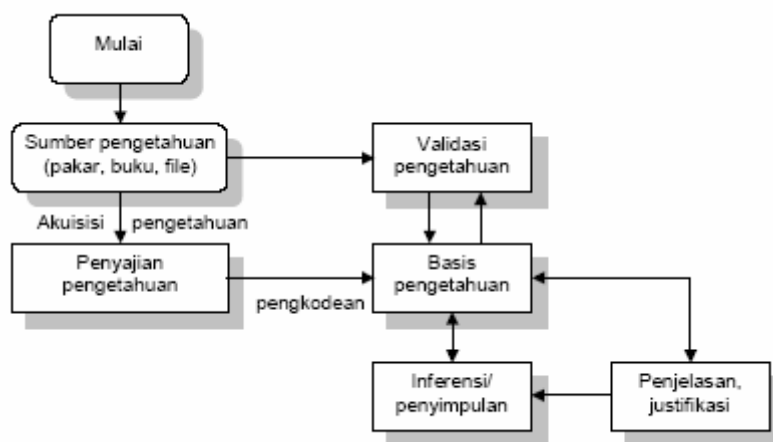 Mulai
Sumber pengetahuan
(pakar, buku, file)
Validasi
pengetahuan
Akuisisi pengetahuan
Penyajian
pengetahuan
pengkodean
Basis
pengetahuan
Inferensi/
penyimpulan
Penjelasan,
justifikasi